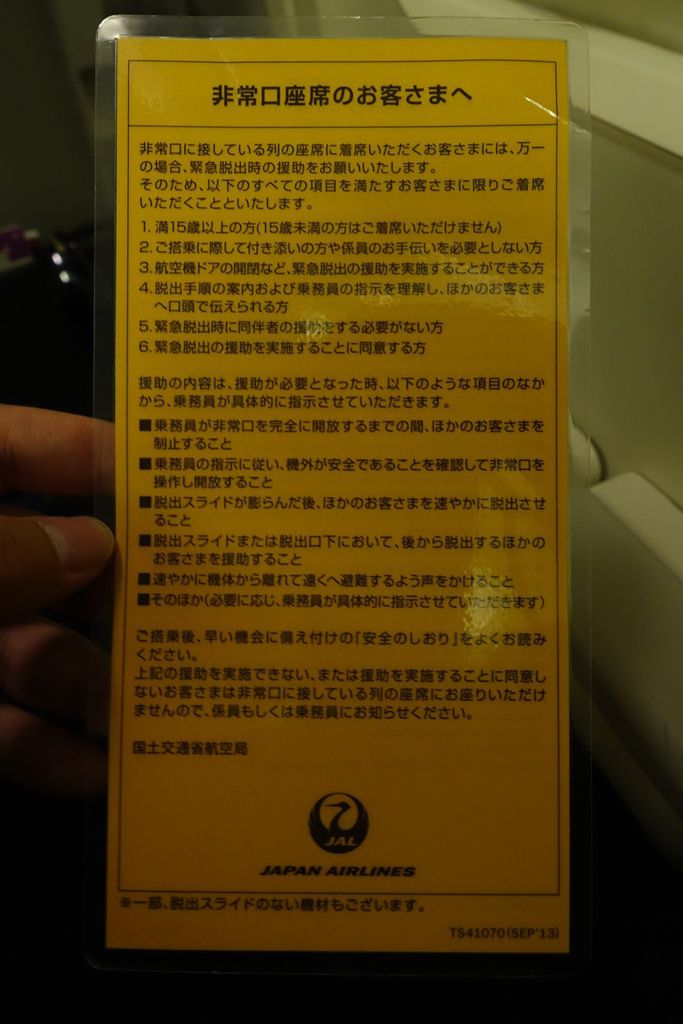 非常口座席のお客さまへ
非常口に接している列の座席に着席いただくお客さまには、万一
の場合、緊急脱出時の援助をお願いいたします。
そのため、以下のすべての項目を満たすお客さまに限りご着席
いただくことといたします。
1. 満15歳以上の方(15歳未満の方はご着席いただけません)
2. ご搭乗に際して付き添いの方や係員のお手伝いを必要としない方
3. 航空機ドアの開閉など、緊急脱出の援助を実施することができる方
4. 脱出手順の案内および乗務員の指示を理解し、ほかのお客さま
へ口頭で伝えられる方
5. 緊急脱出時に同伴者の援助をする必要がない方
6. 緊急脱出の援助を実施することに同意する方
援助の内容は、援助が必要となった時、以下のような項目のなか
から、乗務員が具体的に指示させていただきます。
■乗務員が非常口を完全に開放するまでの間、ほかのお客さまを
制止すること
■乗務員の指示に従い、機外が安全であることを確認して非常口を
操作し開放すること
■脱出スライドが膨らんだ後、ほかのお客さまを速やかに脱出させ
ること
■脱出スライドまたは脱出口下において、後から脱出するほかの
お客さまを援助すること
■速やかに機体から離れて遠くへ避難するよう声をかけること
■そのほか(必要に応じ、乗務員が具体的に指示させていただきます)
ご搭乗後、早い機会に備え付けの「安全のしおり」をよくお読み
ください。
上記の援助を実施できない、または援助を実施することに同意し
ないお客さまは非常口に接している列の座席にお座りいただけ
ませんので、係員もしくは乗務員にお知らせください。
国土交通省航空局
JAL
JAPAN AIRLINES
※一部、脱出スライドのない機材もございます。
TS41070(SEP'13)